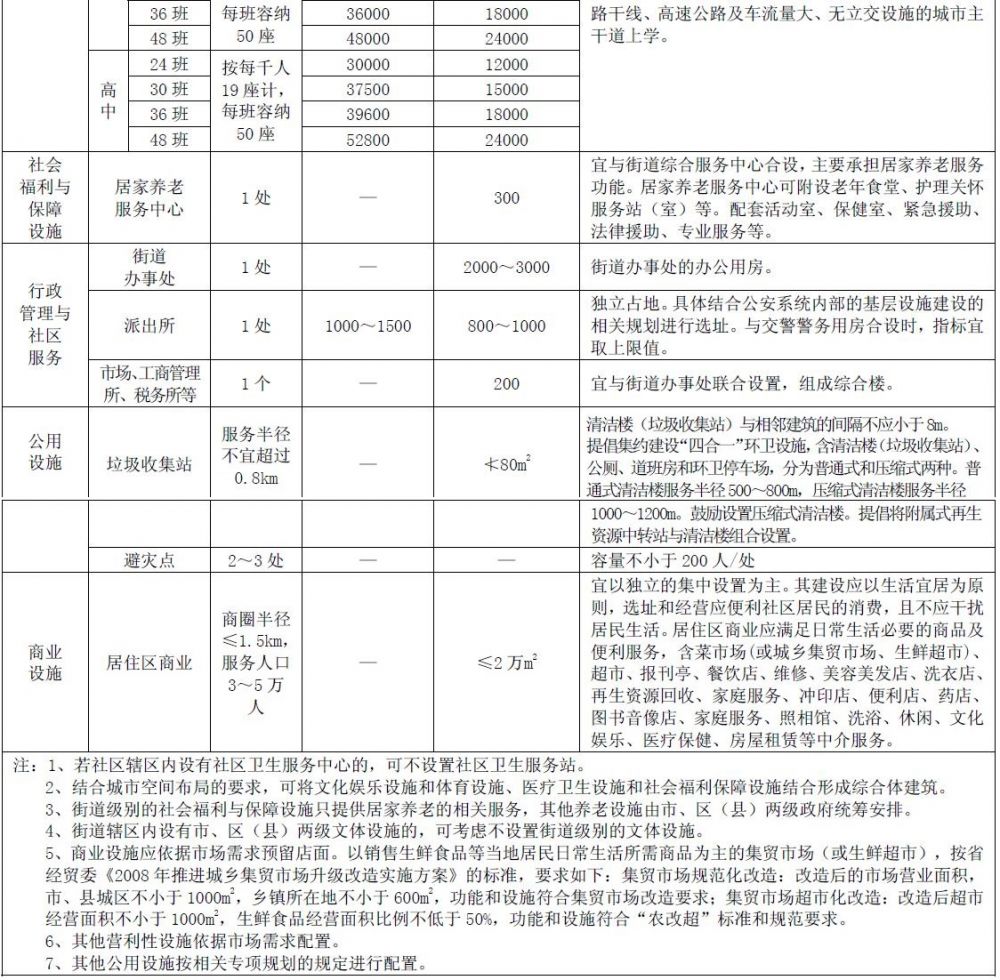 36 班 每班容纳 36000 18000 路干线、高速公路及车流量大、无立交设施的城市主
48 班 50 座 48000 24000 干道上学。
高中 24 班 按每千人 30000 12000
30 班 19 座计， 37500 15000
36 班 每班容纳 39600 18000
48 班 50 座 52800 24000
社会
福利与
保障
设施
居家养老
服务中心
1 处
—
300
宜与街道综合服务中心合设，主要承担居家养老服务
功能。居家养老服务中心可附设老年食堂、护理关怀
服务站（室）等。配套活动室、保健室、紧急援助、
法律援助、专业服务等。
行政
管理与
社区
服务
街道
办事处
1 处
—
2000～3000
街道办事处的办公用房。
派出所
1 处
1000～1500
800～1000
独立占地。具体结合公安系统内部的基层设施建设的
相关规划进行选址。与交警警务用房合设时，指标宜
取上限值。
市场、工商管理
所、税务所等
1 个
—
200
宜与街道办事处联合设置，组成综合楼。
公用
设施
垃圾收集站
服务半径
不宜超过
0.8km
—
≮80m²
清洁楼（垃圾收集站）与相邻建筑的间隔不应小于 8m。
提倡集约建设“四合一”环卫设施，含清洁楼（垃圾收集站）、
公厕、道班房和环卫停车场，分为普通式和压缩式两种。普
通式清洁楼服务半径 500～800m，压缩式清洁楼服务半径
1000～1200m。鼓励设置压缩式清洁楼。提倡将附属式再生
资源中转站与清洁楼组合设置。
避灾点 2～3 处 — — 容量不小于 200 人/处
商业
设施
居住区商业
商圈半径
≤1.5km，
服务人口
3～5 万
人
—
≤2 万m²
宜以独立的集中设置为主。其建设应以生活宜居为原
则，选址和经营应便利社区居民的消费，且不应干扰
居民生活。居住区商业应满足日常生活必要的商品及
便利服务，含菜市场(或城乡集贸市场、生鲜超市)、
超市、报刊亭、餐饮店、维修、美容美发店、洗衣店、
再生资源回收、家庭服务、冲印店、便利店、药店、
图书音像店、家庭服务、照相馆、洗浴、休闲、文化
娱乐、医疗保健、房屋租赁等中介服务。
注：1、若社区辖区内设有社区卫生服务中心的，可不设置社区卫生服务站。
2、结合城市空间布局的要求，可将文化娱乐设施和体育设施、医疗卫生设施和社会福利保障设施结合形成综合体建筑。
3、街道级别的社会福利与保障设施只提供居家养老的相关服务，其他养老设施由市、区（县）两级政府统筹安排。
4、街道辖区内设有市、区（县）两级文体设施的，可考虑不设置街道级别的文体设施。
5、商业设施应依据市场需求预留店面。以销售生鲜食品等当地居民日常生活所需商品为主的集贸市场（或生鲜超市），按省
经贸委《2008 年推进城乡集贸市场升级改造实施方案》的标准，要求如下：集贸市场规范化改造：改造后的市场营业面积，
市、县城区不小于 1000m²，乡镇所在地不小于 600m²，功能和设施符合集贸市场改造要求；集贸市场超市化改造：改造后超市
经营面积不小于 1000m²，生鲜食品经营面积比例不低于 50%，功能和设施符合“农改超”标准和规范要求。
6、其他营利性设施依据市场需求配置。
7、其他公用设施按相关专项规划的规定进行配置。